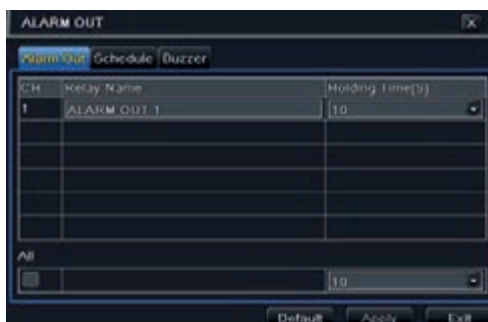 ALARM OUT
Alarm Out Schedule Buzzer
CH Relay Name Holding Time(S)
1 ALARM OUT 1 10
All
10
Default Apply Exit